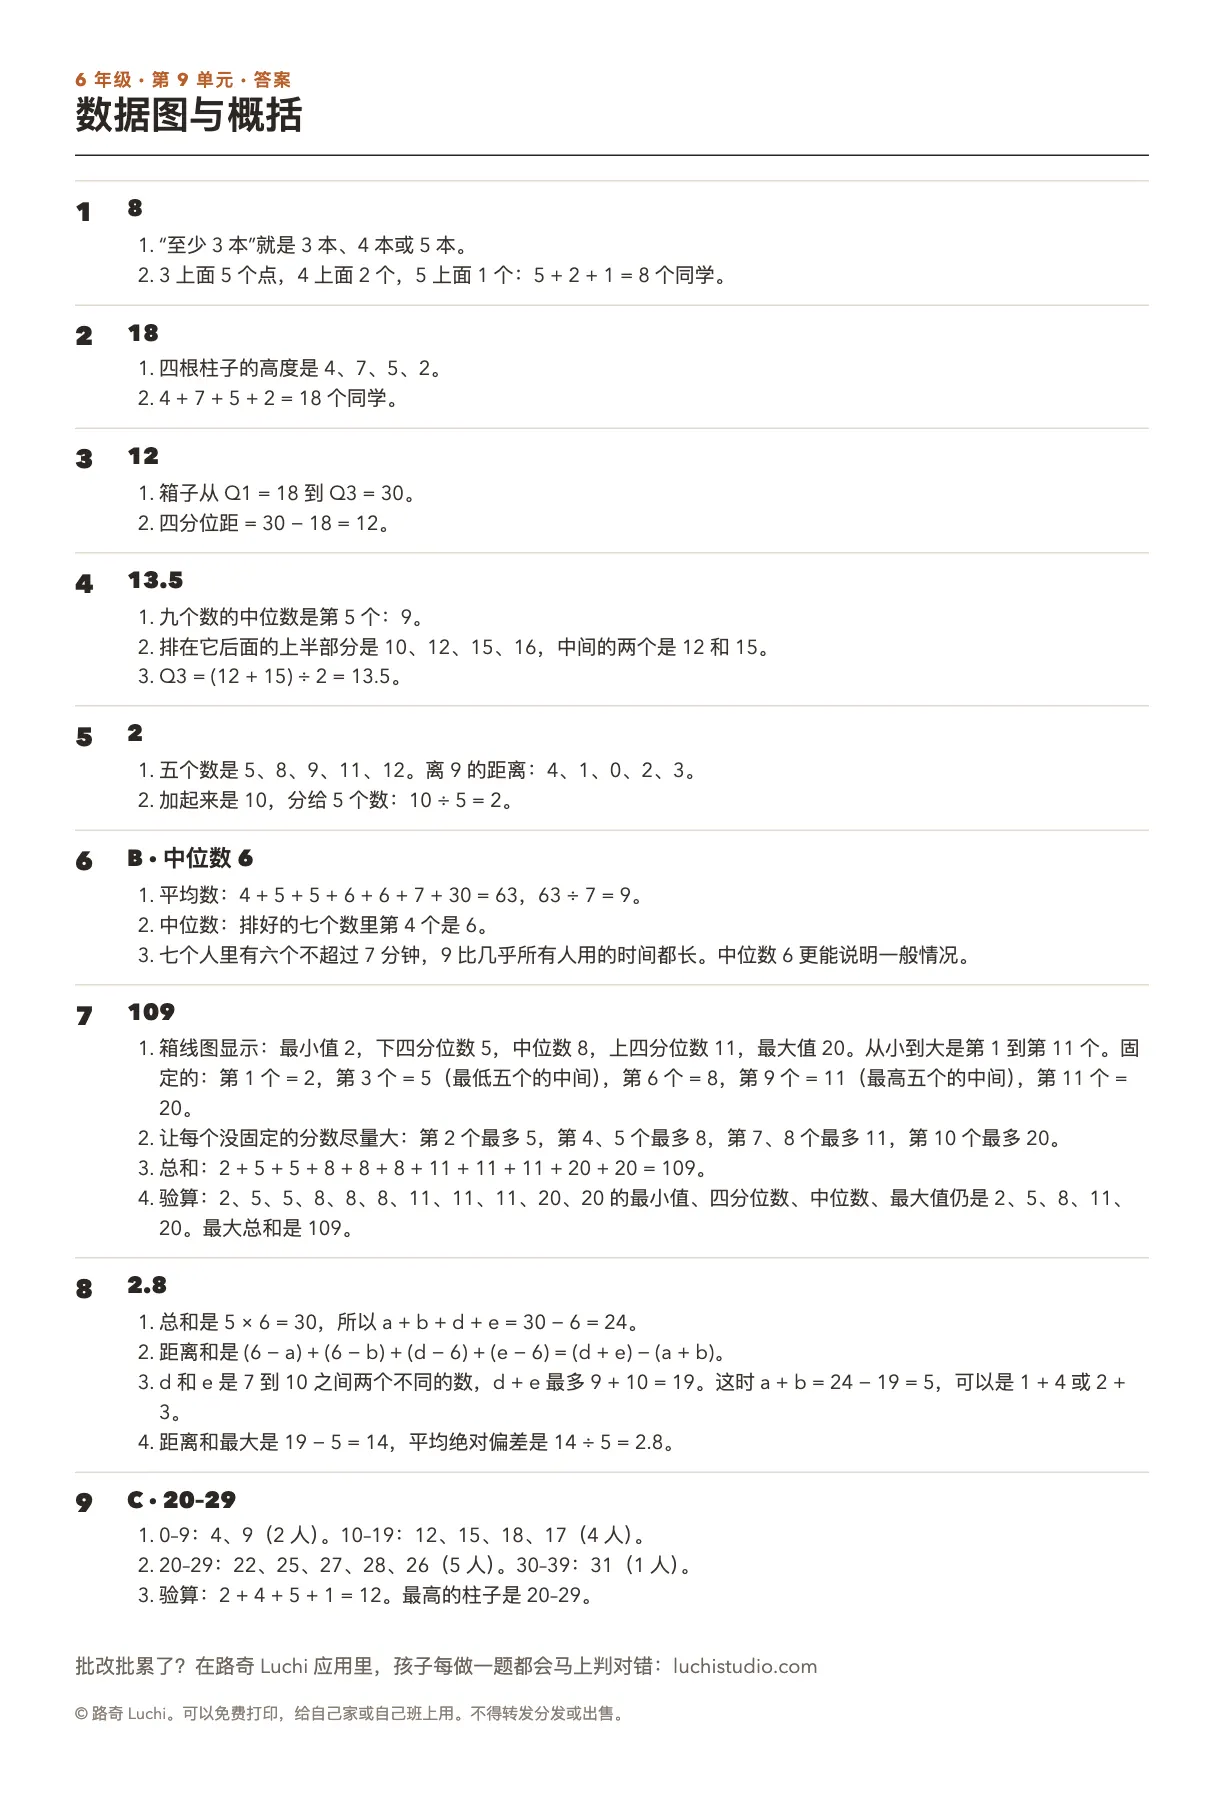 6 年级 · 第 9 单元 · 答案
数据图与概括
1 8
1. “至少 3 本”就是 3 本、4 本或 5 本。
2. 3 上面 5 个点，4 上面 2 个，5 上面 1 个：5 + 2 + 1 = 8 个同学。
2 18
1. 四根柱子的高度是 4、7、5、2。
2. 4 + 7 + 5 + 2 = 18 个同学。
3 12
1. 箱子从 Q1 = 18 到 Q3 = 30。
2. 四分位距 = 30 − 18 = 12。
4 13.5
1. 九个数的中位数是第 5 个：9。
2. 排在它后面的上半部分是 10、12、15、16，中间的两个是 12 和 15。
3. Q3 = (12 + 15) ÷ 2 = 13.5。
5 2
1. 五个数是 5、8、9、11、12。离 9 的距离：4、1、0、2、3。
2. 加起来是 10，分给 5 个数：10 ÷ 5 = 2。
6 B · 中位数 6
1. 平均数：4 + 5 + 5 + 6 + 6 + 7 + 30 = 63，63 ÷ 7 = 9。
2. 中位数：排好的七个数里第 4 个是 6。
3. 七个人里有六个不超过 7 分钟，9 比几乎所有人用的时间都长。中位数 6 更能说明一般情况。
7 109
1. 箱线图显示：最小值 2，下四分位数 5，中位数 8，上四分位数 11，最大值 20。从小到大是第 1 到第 11 个。固
定的：第 1 个 = 2，第 3 个 = 5（最低五个的中间），第 6 个 = 8，第 9 个 = 11（最高五个的中间），第 11 个 =
20。
2. 让每个没固定的分数尽量大：第 2 个最多 5，第 4、5 个最多 8，第 7、8 个最多 11，第 10 个最多 20。
3. 总和：2 + 5 + 5 + 8 + 8 + 8 + 11 + 11 + 11 + 20 + 20 = 109。
4. 验算：2、5、5、8、8、8、11、11、11、20、20 的最小值、四分位数、中位数、最大值仍是 2、5、8、11、
20。最大总和是 109。
8 2.8
1. 总和是 5 × 6 = 30，所以 a + b + d + e = 30 − 6 = 24。
2. 距离和是 (6 − a) + (6 − b) + (d − 6) + (e − 6) = (d + e) − (a + b)。
3. d 和 e 是 7 到 10 之间两个不同的数，d + e 最多 9 + 10 = 19。这时 a + b = 24 − 19 = 5，可以是 1 + 4 或 2 +
3。
4. 距离和最大是 19 − 5 = 14，平均绝对偏差是 14 ÷ 5 = 2.8。
9 C · 20–29
1. 0–9：4、9（2 人）。10–19：12、15、18、17（4 人）。
2. 20–29：22、25、27、28、26（5 人）。30–39：31（1 人）。
3. 验算：2 + 4 + 5 + 1 = 12。最高的柱子是 20–29。
批改批累了？在路奇 Luchi 应用里，孩子每做一题都会马上判对错：luchistudio.com
© 路奇 Luchi。可以免费打印，给自己家或自己班上用。不得转发分发或出售。